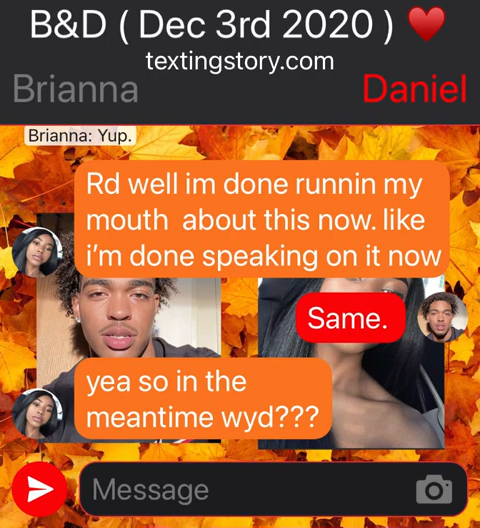 B&D ( Dec 3rd 2020 ) ♥️
textingstory.com
Brianna
Daniel
Brianna: Yup.
Rd well im done runnin my
mouth about this now. like
i'm done speaking on it now
Same.
yea so in the
meantime wyd???
Message